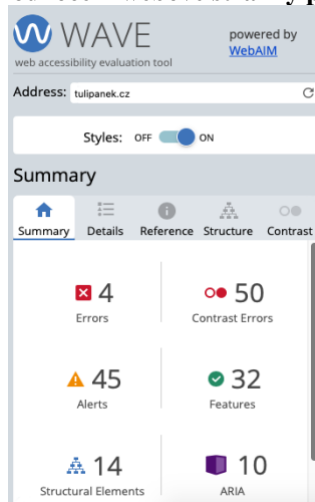 WAVE
web accessibility evaluation tool
powered by
WebAIM
Address: tulipanek.cz
Styles: OFF ON
Summary
Summary Details Reference Structure Contrast
4
Errors
50
Contrast Errors
45
Alerts
32
Features
14
Structural Elements
10
ARIA